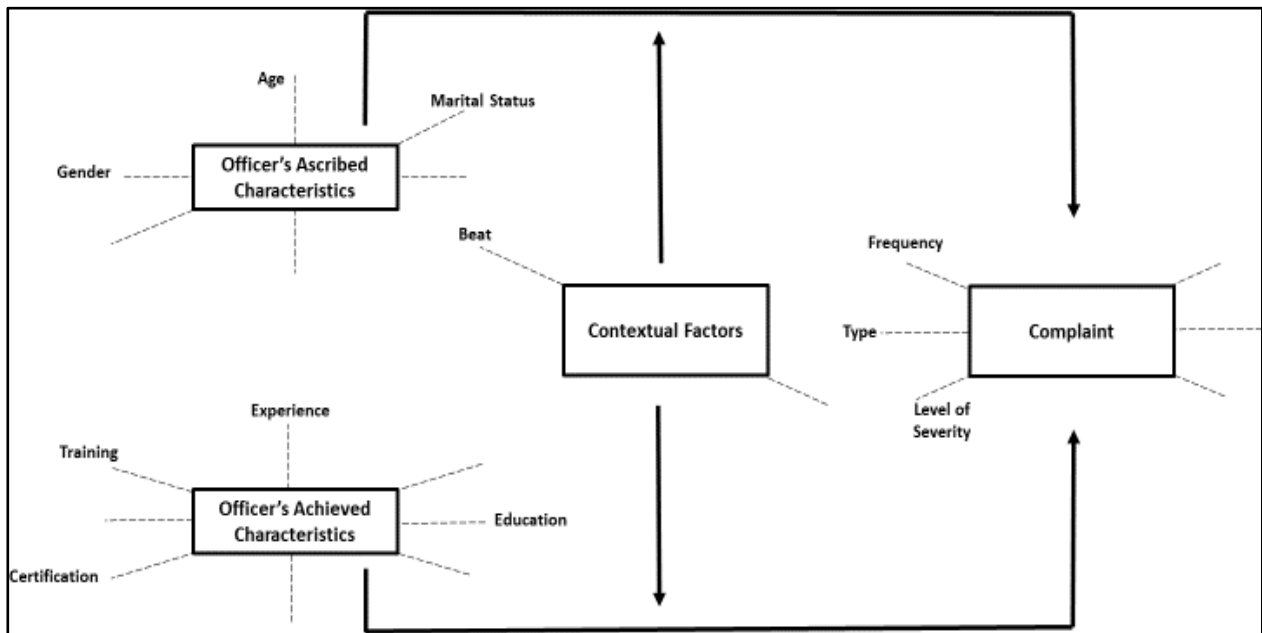 Age
Marital Status
Gender
Officer's Ascribed
Characteristics
Beat
Frequency
Contextual Factors
Type
Complaint
Level of
Severity
Experience
Training
Officer's Achieved
Characteristics
Education
Certification